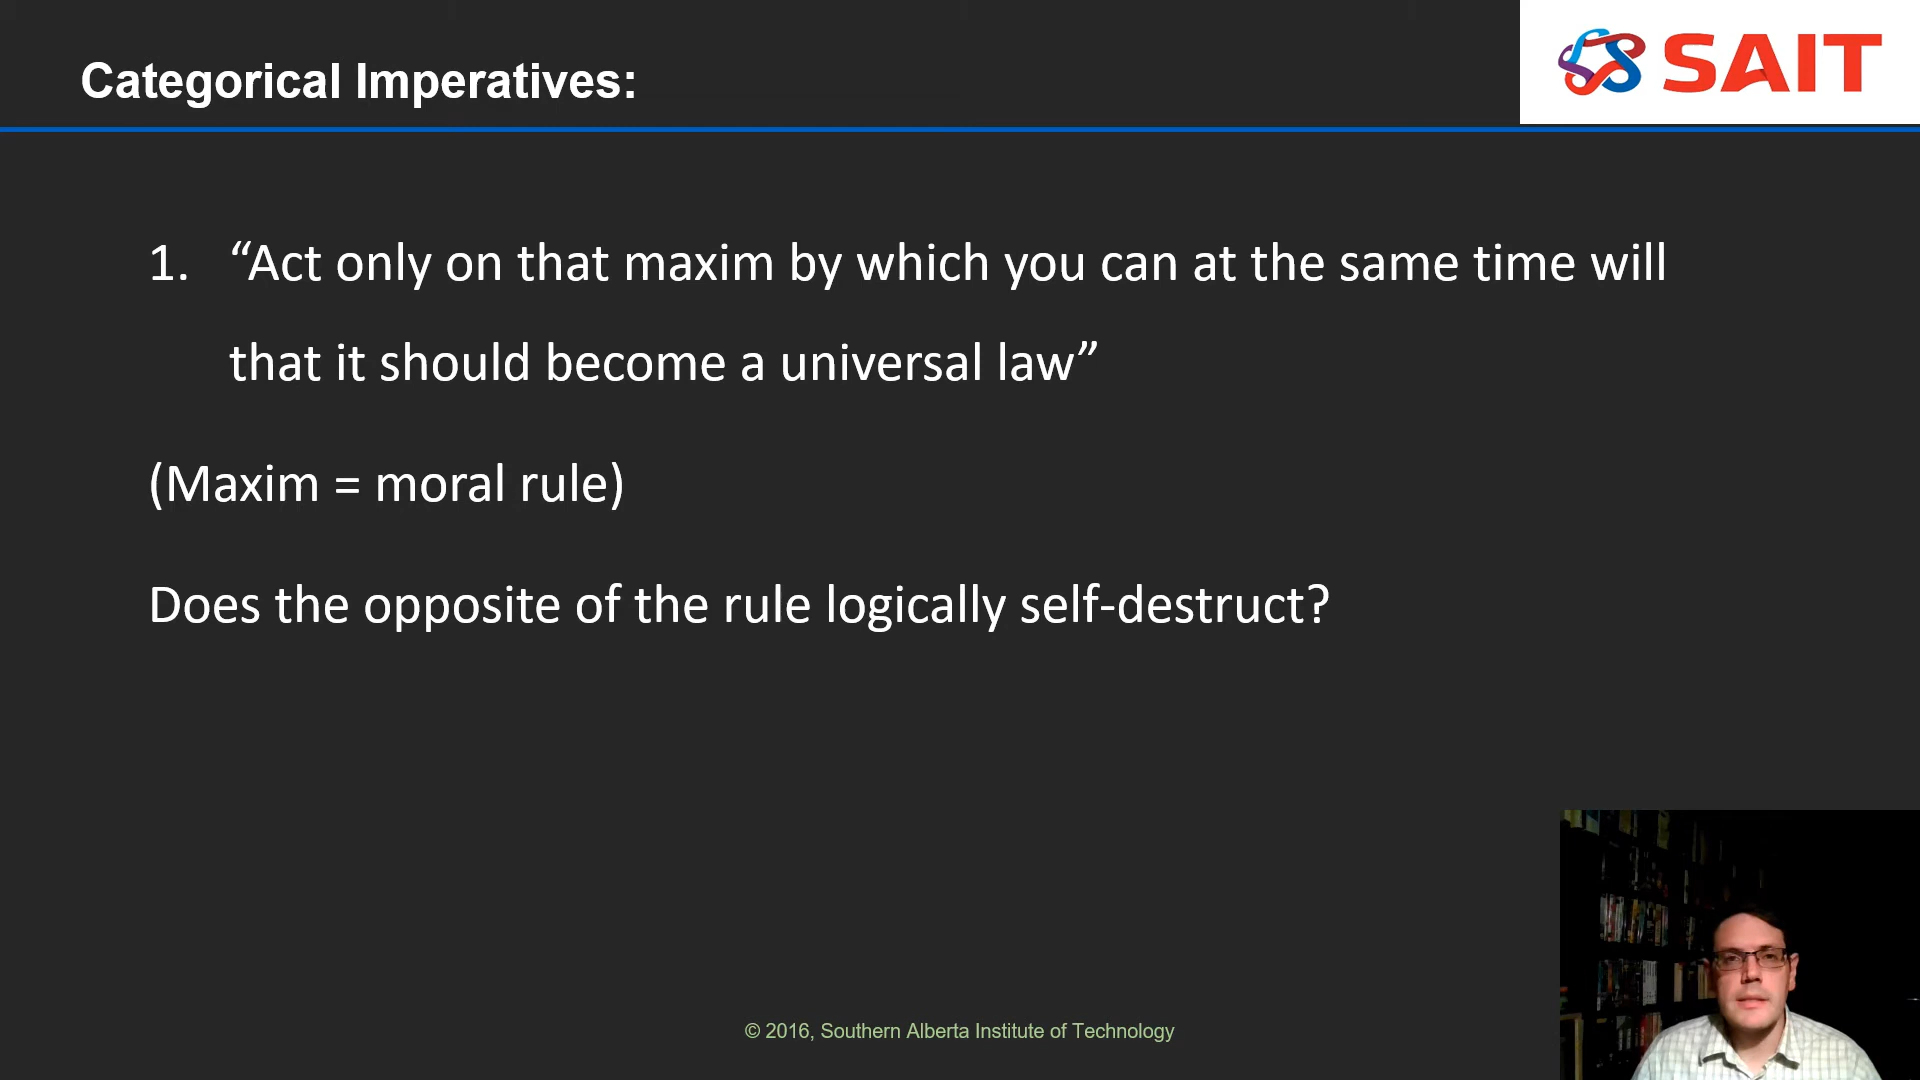 Categorical Imperatives:
SAIT
1. “Act only on that maxim by which you can at the same time will
that it should become a universal law”
(Maxim = moral rule)
Does the opposite of the rule logically self-destruct?
© 2016, Southern Alberta Institute of Technology